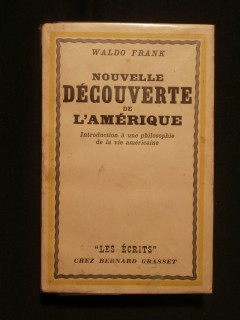 WALDO FRANK
NOUVELLE
DÉCOUVERTE
DE
L'AMÉRIQUE
Introduction à une philosophie
de la vie américaine
"LES ÉCRITS"
CHEZ BERNARD GRASSET